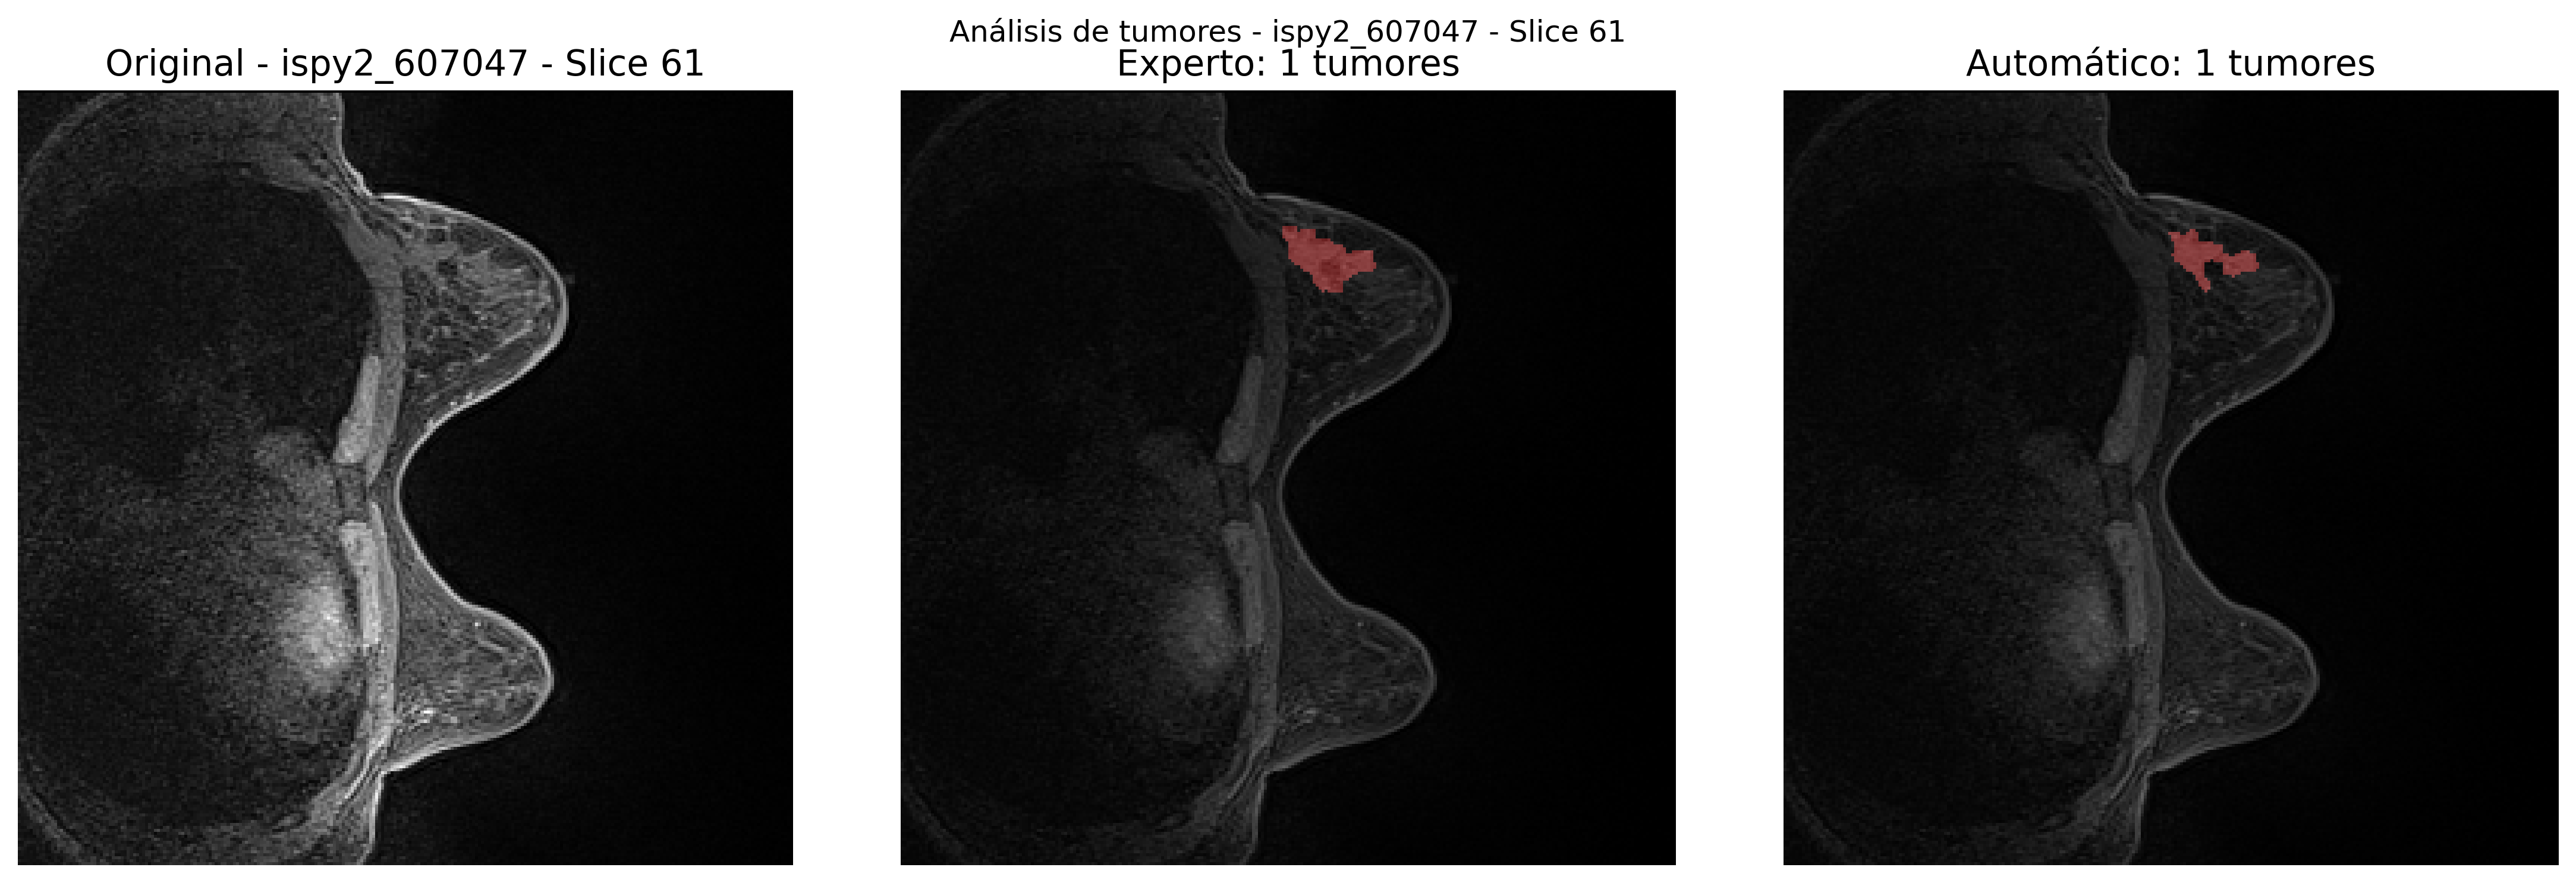 Análisis de tumores - ispy2_607047 - Slice 61
Original - ispy2_607047 - Slice 61
Experto: 1 tumores
Automático: 1 tumores